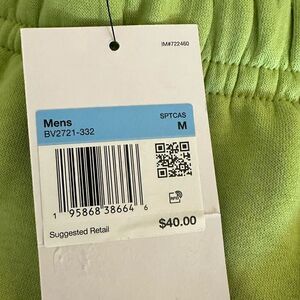 IM#722460
Mens SPTCAS
BV2721-332 M
1 95868 38664 6
Suggested Retail $40.00